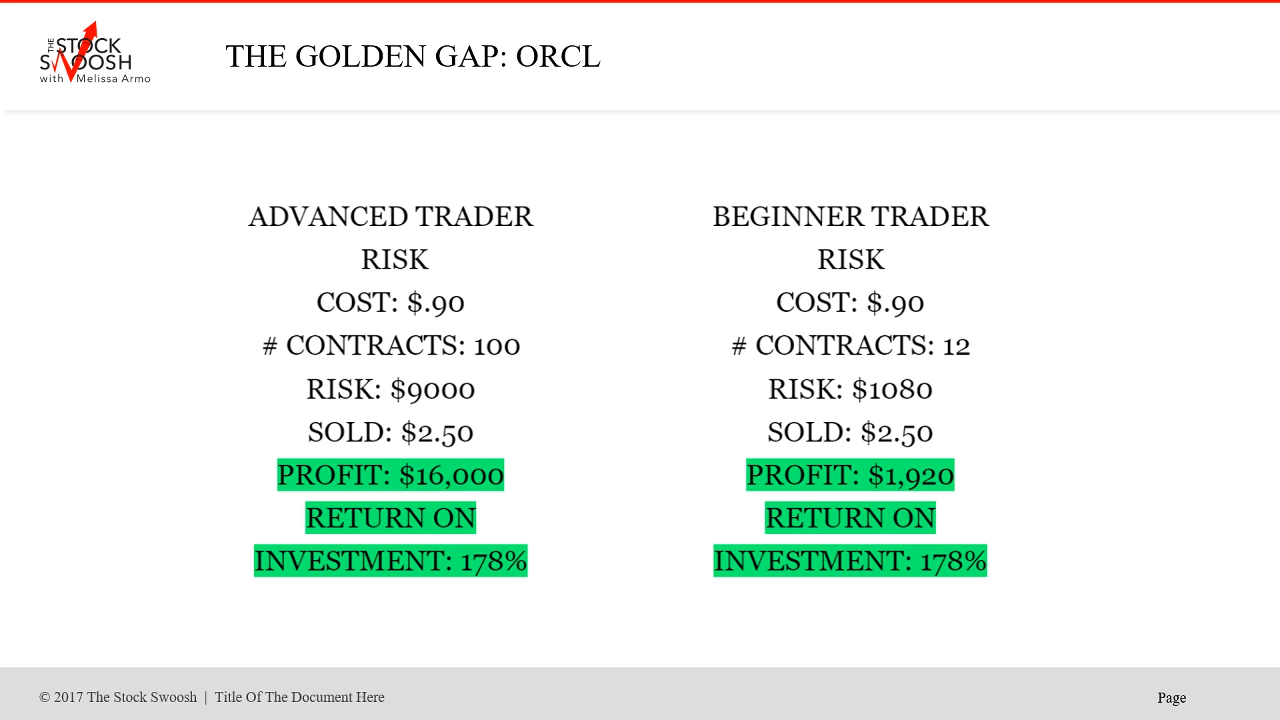 THE STOCK
SWOOSH
with Melissa Armo
THE GOLDEN GAP: ORCL
ADVANCED TRADER
RISK
COST: $.90
# CONTRACTS: 100
RISK: $9000
SOLD: $2.50
PROFIT: $16,000
RETURN ON
INVESTMENT: 178%
BEGINNER TRADER
RISK
COST: $.90
# CONTRACTS: 12
RISK: $1080
SOLD: $2.50
PROFIT: $1,920
RETURN ON
INVESTMENT: 178%
© 2017 The Stock Swoosh | Title Of The Document Here
Page